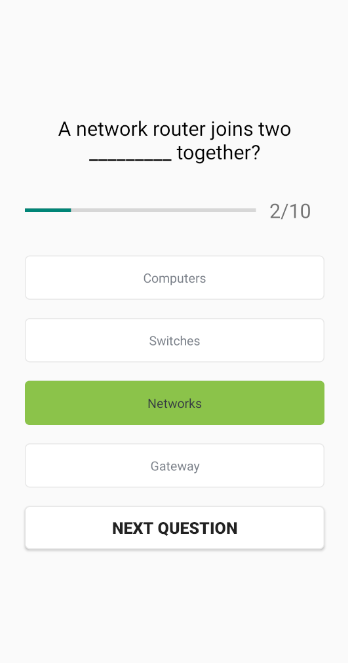 A network router joins two
_________ together?
2/10
Computers
Switches
Networks
Gateway
NEXT QUESTION